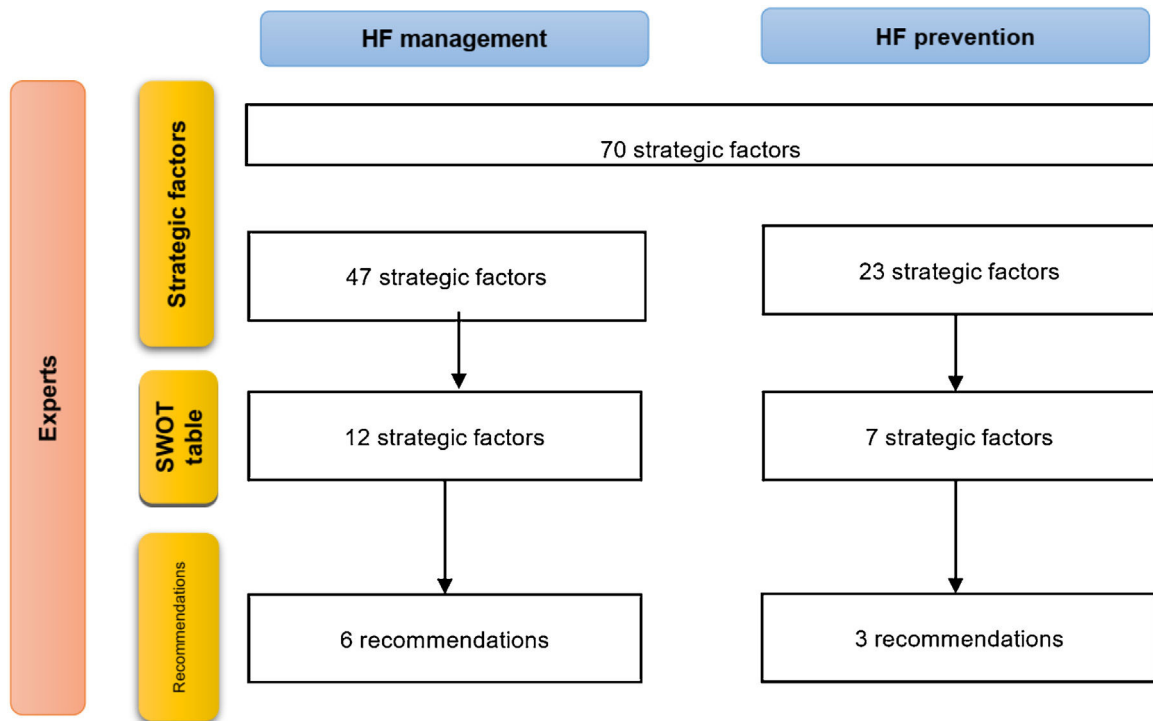 HF management
HF prevention
Experts
Strategic factors
70 strategic factors
47 strategic factors
23 strategic factors
SWOT
table
12 strategic factors
7 strategic factors
Recommendations
6 recommendations
3 recommendations